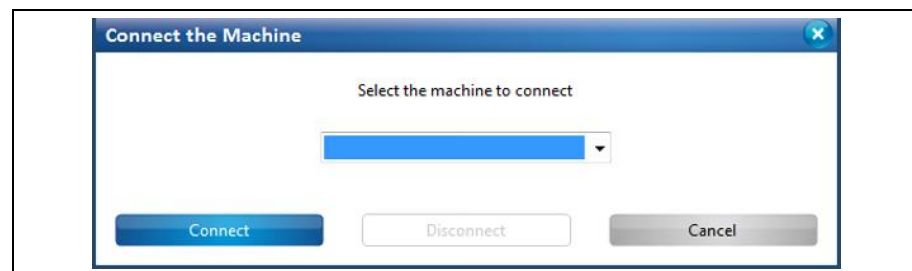 Connect the Machine
Select the machine to connect
Connect Disconnect Cancel